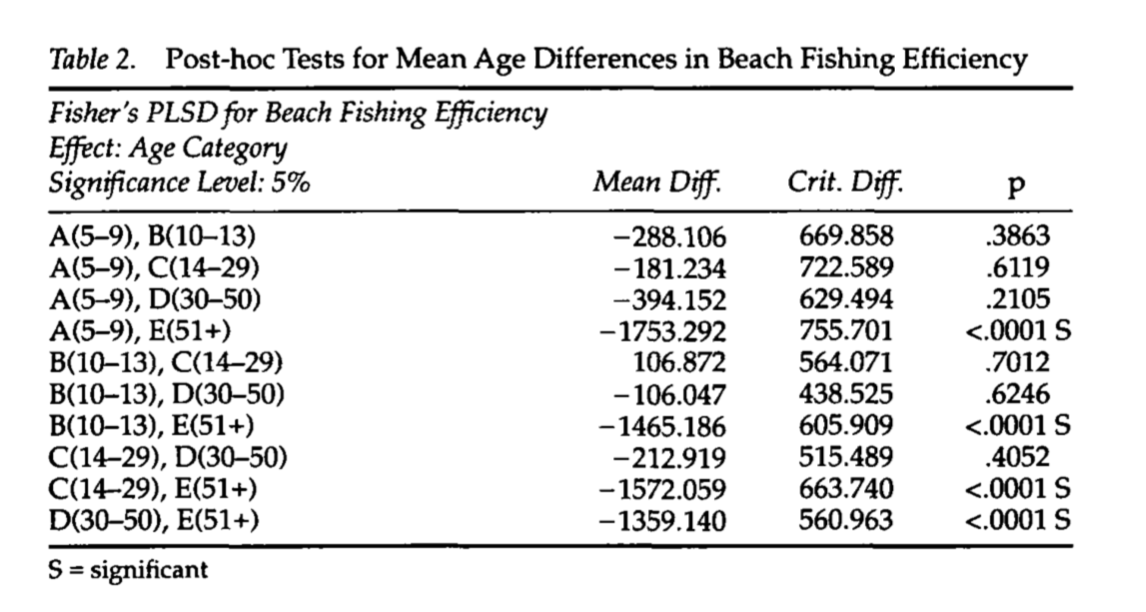 Table 2. Post-hoc Tests for Mean Age Differences in Beach Fishing Efficiency
Fisher's PLSD for Beach Fishing Efficiency
Effect: Age Category
Significance Level: 5% Mean Diff. Crit. Diff. p
A(5–9), B(10–13) −288.106 669.858 .3863
A(5–9), C(14–29) −181.234 722.589 .6119
A(5–9), D(30–50) −394.152 629.494 .2105
A(5–9), E(51+) −1753.292 755.701 <.0001 S
B(10–13), C(14–29) 106.872 564.071 .7012
B(10–13), D(30–50) −106.047 438.525 .6246
B(10–13), E(51+) −1465.186 605.909 <.0001 S
C(14–29), D(30–50) −212.919 515.489 .4052
C(14–29), E(51+) −1572.059 663.740 <.0001 S
D(30–50), E(51+) −1359.140 560.963 <.0001 S
S = significant